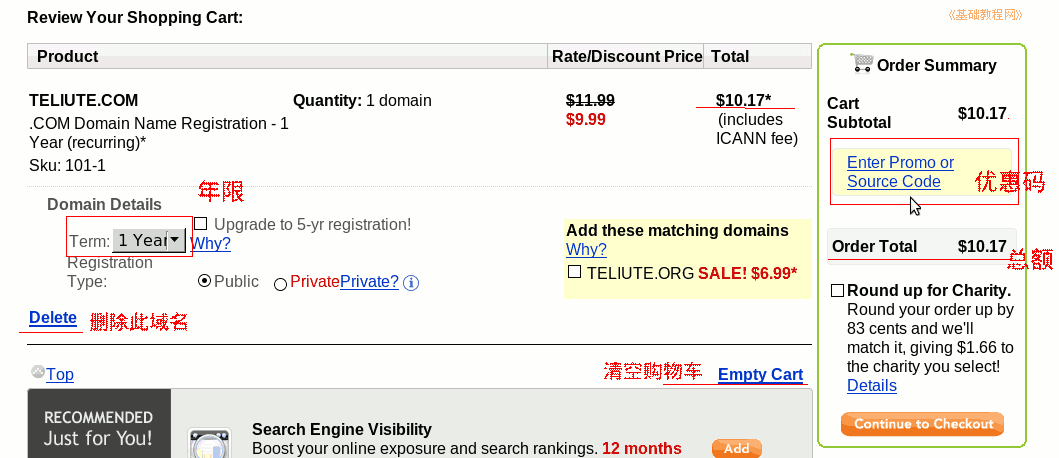 Review Your Shopping Cart:
《基础教程网》
Product
Rate/Discount Price
Total
TELIUTE.COM
.COM Domain Name Registration - 1
Year (recurring)*
Sku: 101-1
Quantity: 1 domain
$11.99
$9.99
$10.17*
(includes
ICANN fee)
年限
Domain Details
Term: 1 Year
Upgrade to 5-yr registration!
Why?
Registration
Type:
Public
Private
Private?
Add these matching domains
Why?
TELIUTE.ORG SALE! $6.99*
Delete
删除此域名
Top
清空购物车
Empty Cart
RECOMMENDED
Just for You!
Search Engine Visibility
Boost your online exposure and search rankings. 12 months
Add
Order Summary
Cart
Subtotal
$10.17
Enter Promo or
Source Code
优惠码
Order Total
$10.17
总额
Round up for Charity.
Round your order up by
83 cents and we'll
match it, giving $1.66 to
the charity you select!
Details
Continue to Checkout